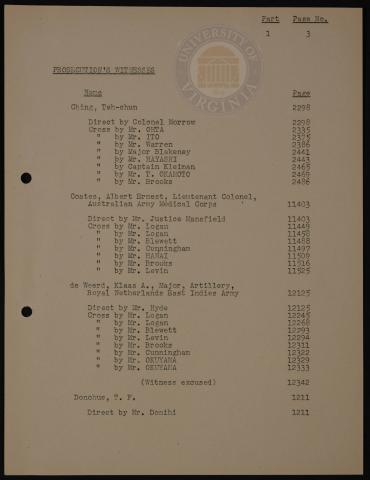 Part Page No.
1 3
UNIVERSITY OF VIRGINIA
PROSECUTION'S WITNESSES
Name Page
Ching, Teh-chun 2298
Direct by Colonel Morrow 2298
Cross by Mr. OHTA 2335
" by Mr. ITO 2375
" by Mr. Warren 2386
" by Major Blakeney 2441
" by Mr. HAYASHI 2443
" by Captain Kleiman 2465
" by Mr. T. OKAMOTO 2469
" by Mr. Brooks 2486
Coates, Albert Ernest, Lieutenant Colonel,
Australian Army Medical Corps 11403
Direct by Mr. Justice Mansfield 11403
Cross by Mr. Logan 11449
" by Mr. Logan 11458
" by Mr. Blewett 11488
" by Mr. Cunningham 11497
" by Mr. HANAI 11509
" by Mr. Brooks 11516
" by Mr. Levin 11525
de Weerd, Klaas A., Major, Artillery,
Royal Netherlands East Indies Army 12125
Direct by Mr. Hyde 12125
Cross by Mr. Logan 12245
" by Mr. Logan 12268
" by Mr. Blewett 12293
" by Mr. Levin 12294
" by Mr. Brooks 12311
" by Mr. Cunningham 12322
" by Mr. OKUYAMA 12329
" by Mr. OKUYAMA 12333
(Witness excused) 12342
Donohue, T. F. 1211
Direct by Mr. Donihi 1211